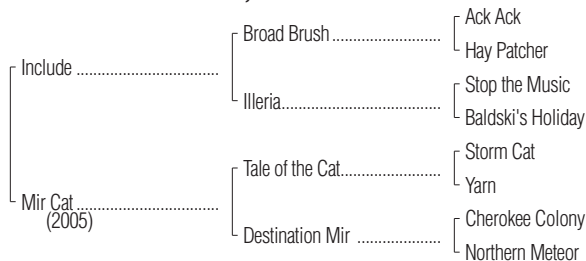 Ack Ack
Broad Brush
Hay Patcher
Include
Stop the Music
Illeria
Baldski's Holiday
Storm Cat
Tale of the Cat
Yarn
Mir Cat
(2005)
Cherokee Colony
Destination Mir
Northern Meteor